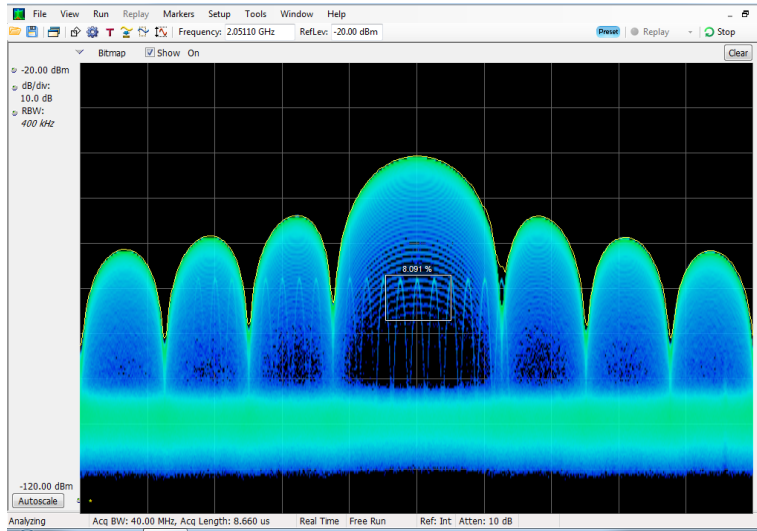 File View Run Replay Markers Setup Tools Window Help
Frequency: 2.05110 GHz RefLev: -20.00 dBm Preset Replay Stop
Bitmap Show On Clear
-20.00 dBm
dB/div:
10.0 dB
RBW:
400 kHz
8.091 %
-120.00 dBm
Autoscale
Analyzing Acq BW: 40.00 MHz, Acq Length: 8.660 us Real Time Free Run Ref: Int Atten: 10 dB